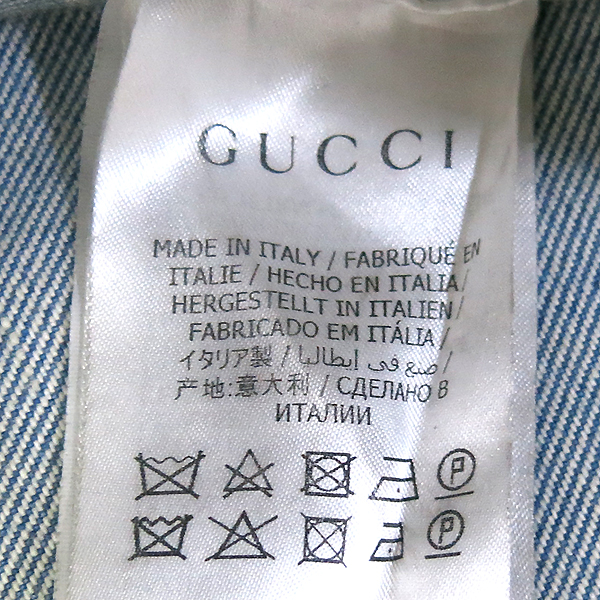 GUCCI
MADE IN ITALY / FABRIQUÉ EN
ITALIE / HECHO EN ITALIA/
HERGESTELLT IN ITALIEN/
FABRICADO EM ITÁLIA /
イタリア製 / صنع في إيطاليا /
产地:意大利 / СДЕЛАНО В
ИТАЛИИ
P
P